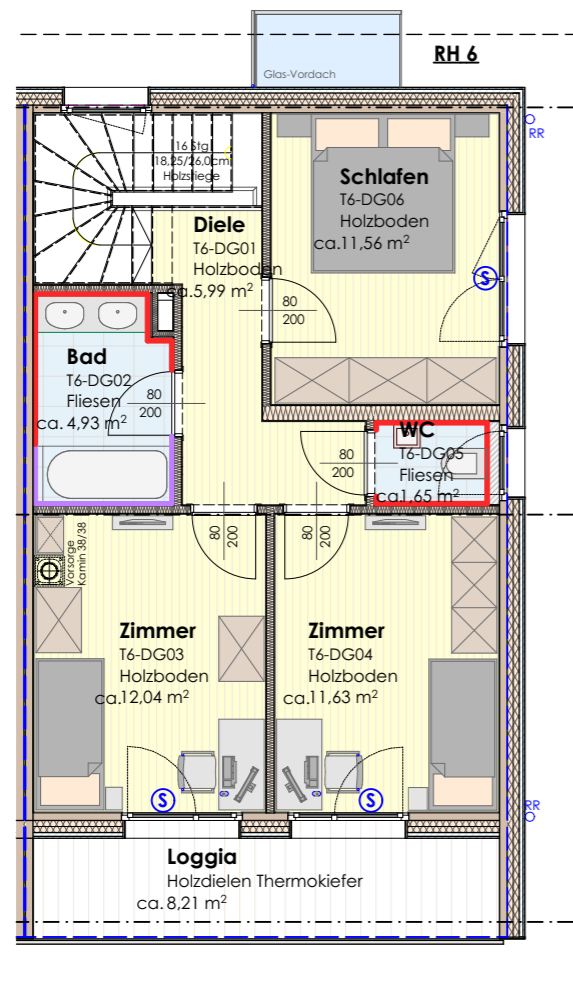 RH 6
Glas-Vordach
RR
16 Stg
18,25/26,0cm
Holzstiege
Schlafen
T6-DG06
Holzboden
ca.11,56 m²
Diele
T6-DG01
Holzboden
ca.5,99 m²
S
80
200
Bad
T6-DG02
Fliesen
ca. 4,93 m²
80
200
WC
T6-DG05
Fliesen
ca.1,65 m²
80
200
80
200
80
200
Vorsorge
Kamin 38/38
Zimmer
T6-DG03
Holzboden
ca.12,04 m²
Zimmer
T6-DG04
Holzboden
ca.11,63 m²
S
S
RR
Loggia
Holzdielen Thermokiefer
ca. 8,21 m²